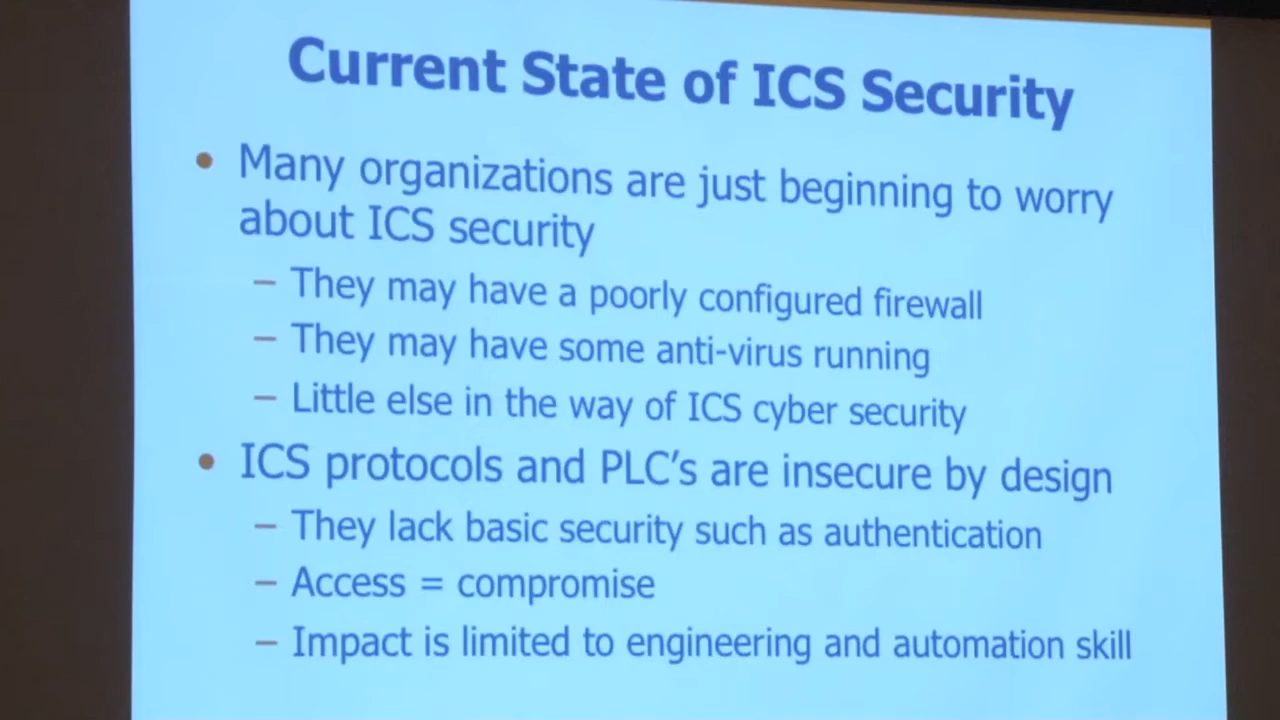 Current State of ICS Security
• Many organizations are just beginning to worry
about ICS security
– They may have a poorly configured firewall
– They may have some anti-virus running
– Little else in the way of ICS cyber security
• ICS protocols and PLC's are insecure by design
– They lack basic security such as authentication
– Access = compromise
– Impact is limited to engineering and automation skill